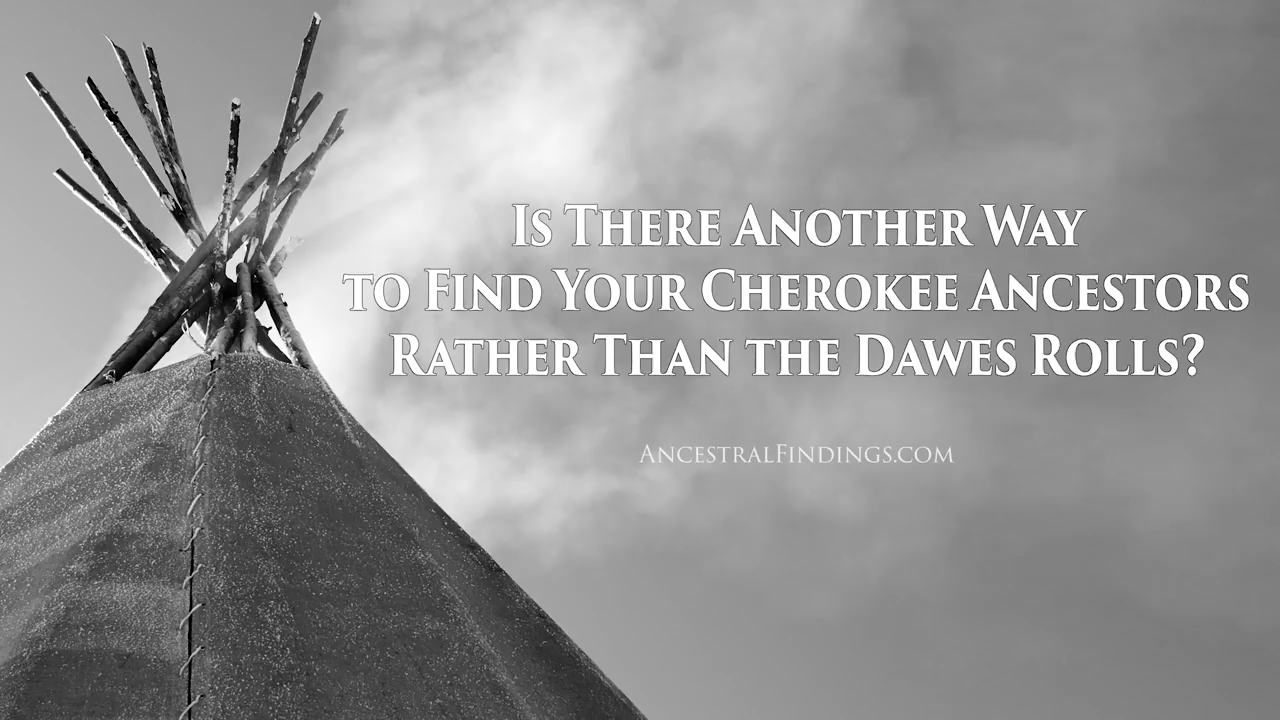 Is There Another Way
to Find Your Cherokee Ancestors
Rather Than the Dawes Rolls?
AncestralFindings.com